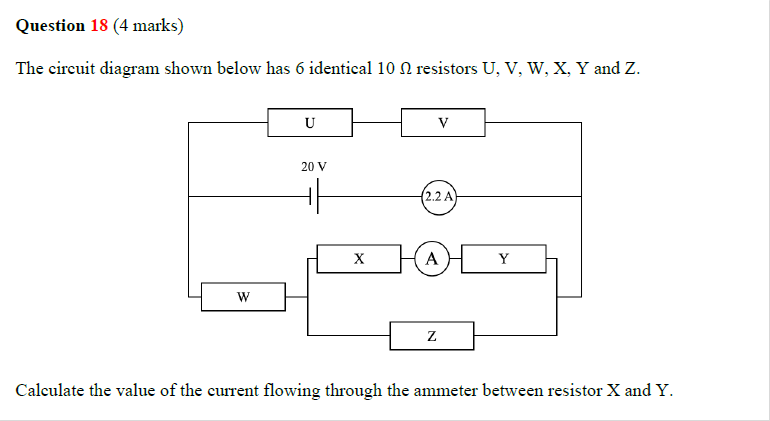 Question 18 (4 marks)
The circuit diagram shown below has 6 identical 10 Ω resistors U, V, W, X, Y and Z.
U
V
20 V
2.2 A
X
A
Y
W
Z
Calculate the value of the current flowing through the ammeter between resistor X and Y.